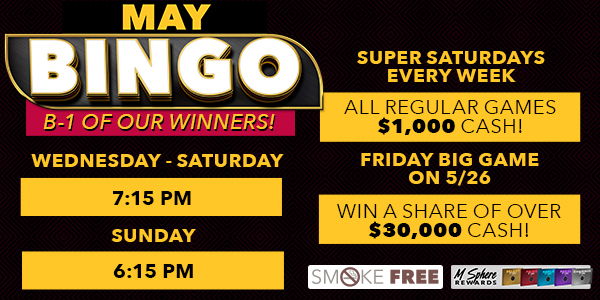 MAY
BINGO
B-1 OF OUR WINNERS!
WEDNESDAY - SATURDAY
7:15 PM
SUNDAY
6:15 PM
SUPER SATURDAYS
EVERY WEEK
ALL REGULAR GAMES
$1,000 CASH!
FRIDAY BIG GAME
ON 5/26
WIN A SHARE OF OVER
$30,000 CASH!
SMOKE FREE
M Sphere
REWARDS